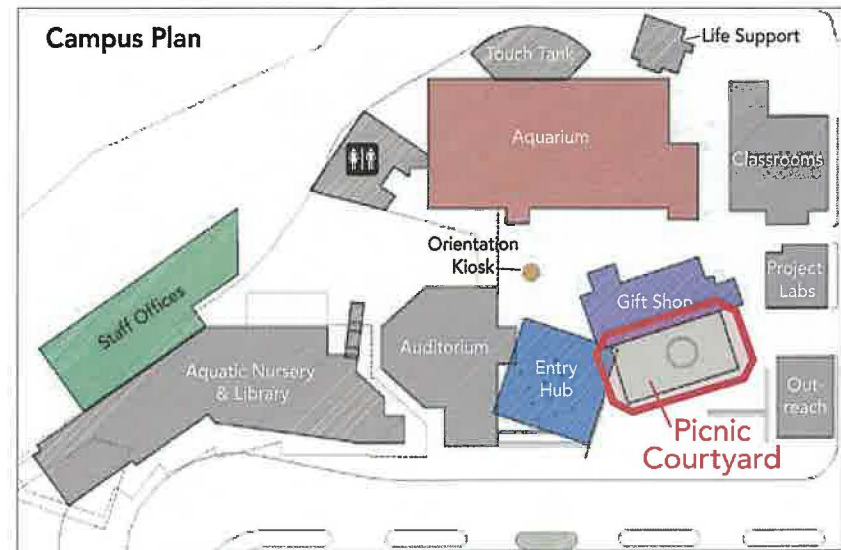 Campus Plan
Touch Tank
Life Support
Aquarium
Classrooms
Orientation
Kiosk
Project
Labs
Staff Offices
Gift Shop
Auditorium
Entry
Hub
Aquatic Nursery
& Library
Out-
reach
Picnic
Courtyard